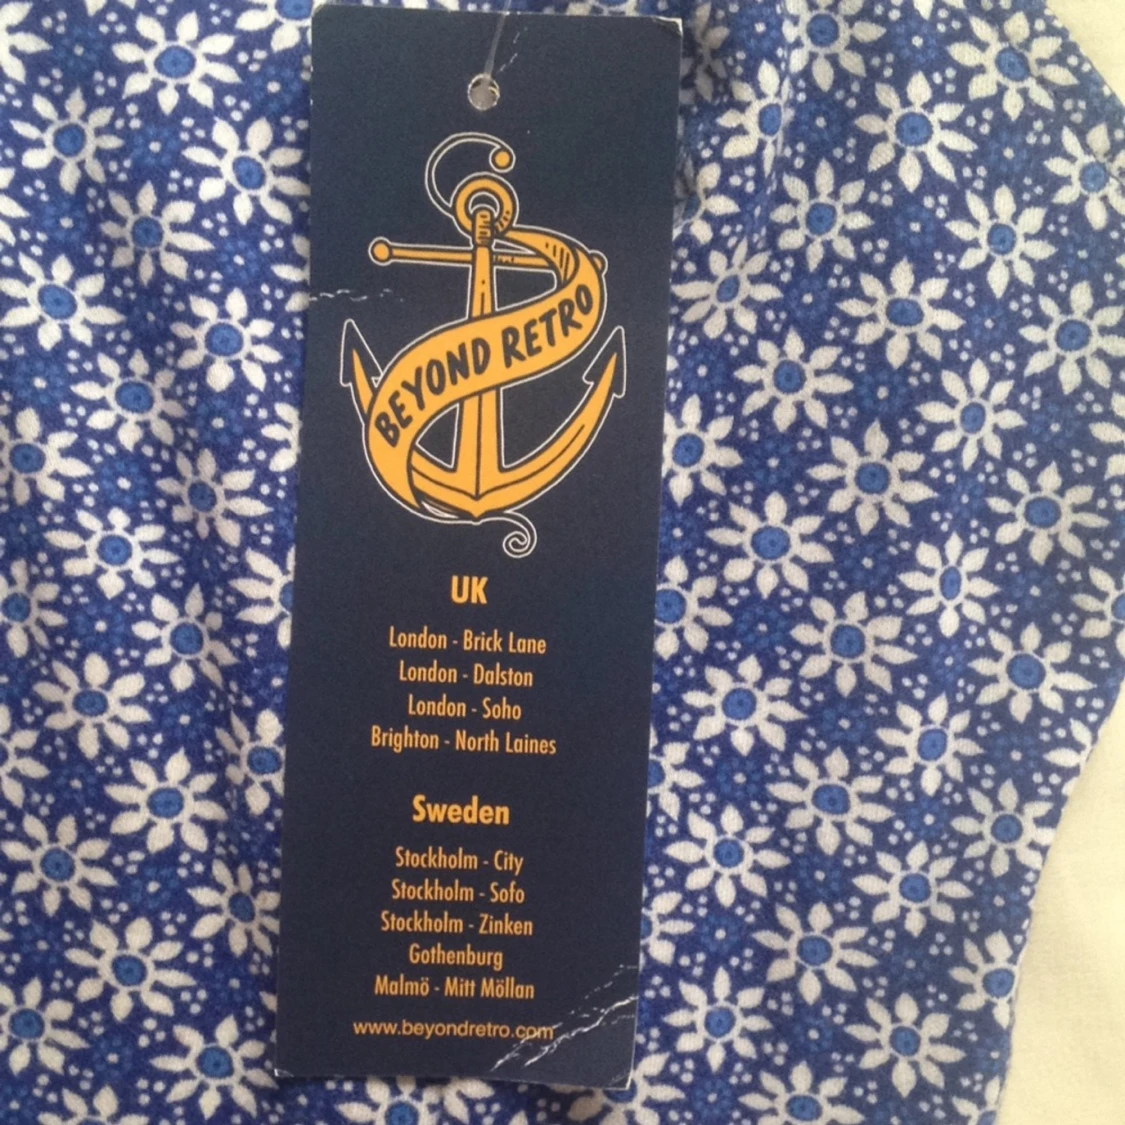 BEYOND RETRO
UK
London - Brick Lane
London - Dalston
London - Soho
Brighton - North Laines
Sweden
Stockholm - City
Stockholm - Sofo
Stockholm - Zinken
Gothenburg
Malmö - Mitt Möllan
www.beyondretro.com